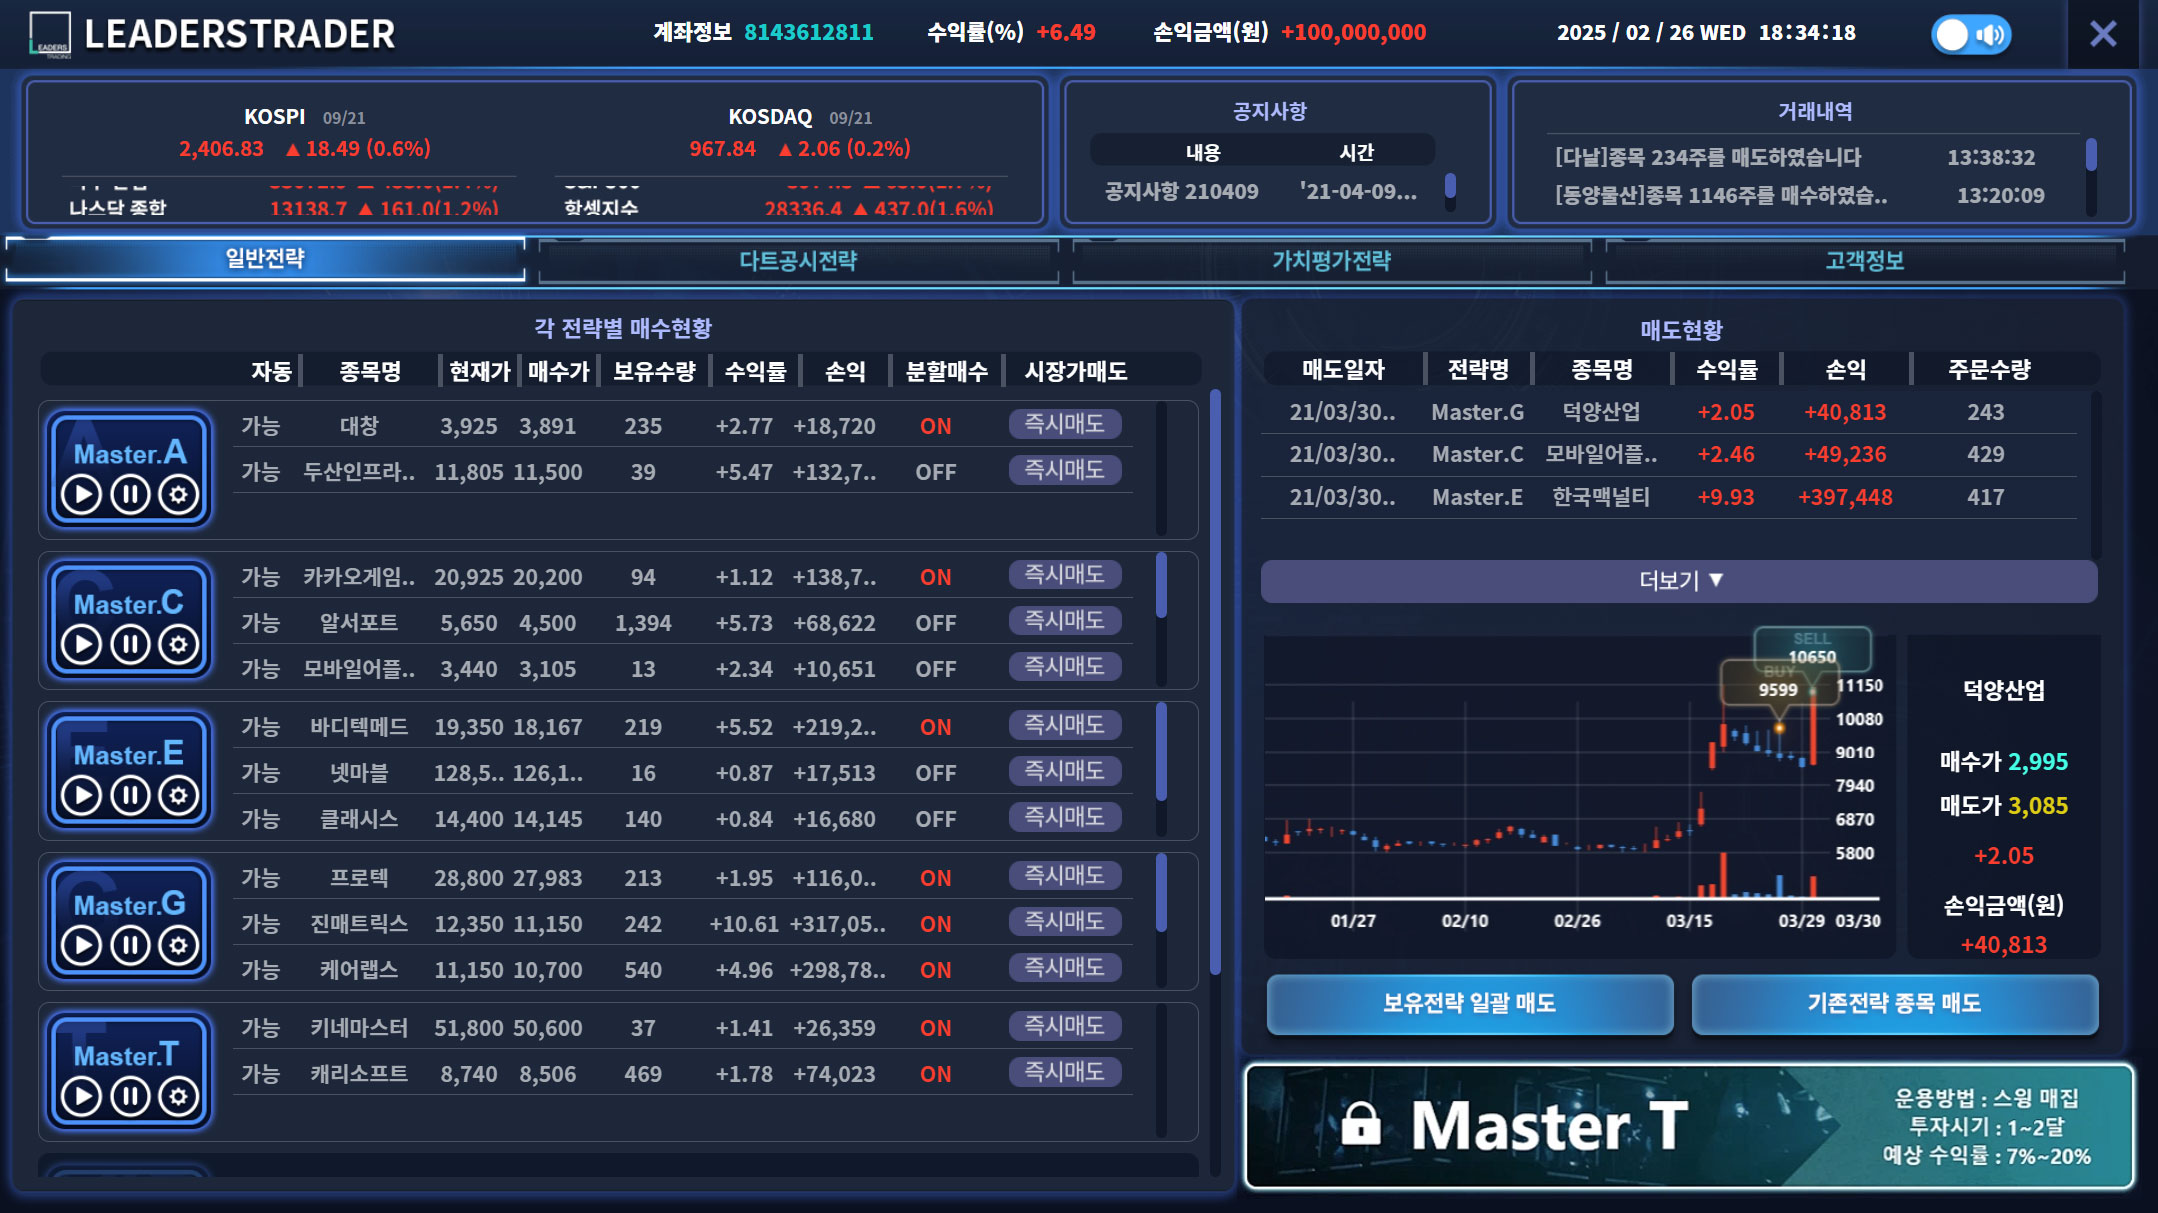 LEADERS TRADING LEADERSTRADER 계좌정보 8143612811 수익률(%) +6.49 손익금액(원) +100,000,000 2025 / 02 / 26 WED 18:34:18
KOSPI 09/21 KOSDAQ 09/21
2,406.83 ▲ 18.49 (0.6%) 967.84 ▲ 2.06 (0.2%)
나스닥 종합 13138.7 ▲ 161.0(1.2%) 항셍지수 28336.4 ▲ 437.0(1.6%)
공지사항
내용 시간
공지사항 210409 '21-04-09...
거래내역
[다날]종목 234주를 매도하였습니다 13:38:32
[동양물산]종목 1146주를 매수하였습.. 13:20:09
일반전략 다트공시전략 가치평가전략 고객정보
각 전략별 매수현황
자동 종목명 현재가 매수가 보유수량 수익률 손익 분할매수 시장가매도
Master.A
가능 대창 3,925 3,891 235 +2.77 +18,720 ON 즉시매도
가능 두산인프라.. 11,805 11,500 39 +5.47 +132,7.. OFF 즉시매도
Master.C
가능 카카오게임.. 20,925 20,200 94 +1.12 +138,7.. ON 즉시매도
가능 알서포트 5,650 4,500 1,394 +5.73 +68,622 OFF 즉시매도
가능 모바일어플.. 3,440 3,105 13 +2.34 +10,651 OFF 즉시매도
Master.E
가능 바디텍메드 19,350 18,167 219 +5.52 +219,2.. ON 즉시매도
가능 넷마블 128,5.. 126,1.. 16 +0.87 +17,513 OFF 즉시매도
가능 클래시스 14,400 14,145 140 +0.84 +16,680 OFF 즉시매도
Master.G
가능 프로텍 28,800 27,983 213 +1.95 +116,0.. ON 즉시매도
가능 진매트릭스 12,350 11,150 242 +10.61 +317,05.. ON 즉시매도
가능 케어랩스 11,150 10,700 540 +4.96 +298,78.. ON 즉시매도
Master.T
가능 키네마스터 51,800 50,600 37 +1.41 +26,359 ON 즉시매도
가능 캐리소프트 8,740 8,506 469 +1.78 +74,023 ON 즉시매도
매도현황
매도일자 전략명 종목명 수익률 손익 주문수량
21/03/30.. Master.G 덕양산업 +2.05 +40,813 243
21/03/30.. Master.C 모바일어플.. +2.46 +49,236 429
21/03/30.. Master.E 한국맥널티 +9.93 +397,448 417
더보기 ▼
SELL
10650
BUY
9599
11150
10080
9010
7940
6870
5800
01/27 02/10 02/26 03/15 03/29 03/30
덕양산업
매수가 2,995
매도가 3,085
+2.05
손익금액(원)
+40,813
보유전략 일괄 매도 기존전략 종목 매도
Master T
운용방법 : 스윙 매집
투자시기 : 1~2달
예상 수익률 : 7%~20%